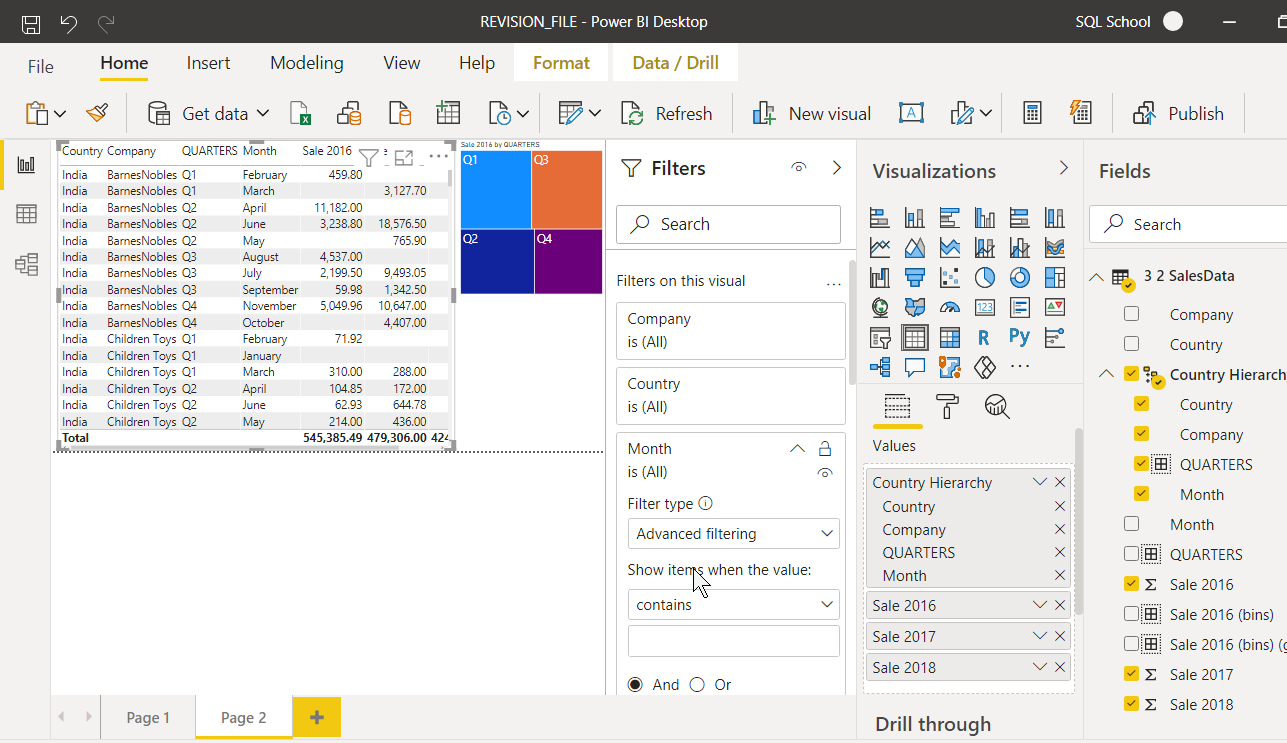 REVISION_FILE - Power BI Desktop
SQL School
File Home Insert Modeling View Help Format Data / Drill
Get data Refresh New visual Publish
Country Company QUARTERS Month Sale 2016
India BarnesNobles Q1 February 459.80
India BarnesNobles Q1 March 3,127.70
India BarnesNobles Q2 April 11,182.00
India BarnesNobles Q2 June 3,238.80 18,576.50
India BarnesNobles Q2 May 765.90
India BarnesNobles Q3 August 4,537.00
India BarnesNobles Q3 July 2,199.50 9,493.05
India BarnesNobles Q3 September 59.98 1,342.50
India BarnesNobles Q4 November 5,049.96 10,647.00
India BarnesNobles Q4 October 4,407.00
India Children Toys Q1 February 71.92
India Children Toys Q1 January
India Children Toys Q1 March 310.00 288.00
India Children Toys Q2 April 104.85 172.00
India Children Toys Q2 June 62.93 644.78
India Children Toys Q2 May 214.00 436.00
Total 545,385.49 479,306.00 424
Sale 2016 by QUARTERS
Q1 Q3
Q2 Q4
Filters
Search
Filters on this visual ...
Company
is (All)
Country
is (All)
Month
is (All)
Filter type
Advanced filtering
Show items when the value:
contains
And Or
Visualizations
123
R Py
...
Values
Country Hierarchy
Country
Company
QUARTERS
Month
Sale 2016
Sale 2017
Sale 2018
Drill through
Fields
Search
3 2 SalesData
Company
Country
Country Hierarch
Country
Company
QUARTERS
Month
Month
QUARTERS
Σ Sale 2016
Sale 2016 (bins)
Sale 2016 (bins) (
Σ Sale 2017
Σ Sale 2018
Page 1 Page 2 +